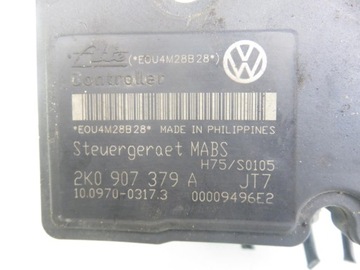 Ate (*EOU4M28B28*)
Controller
*EOU4M28B28* MADE IN PHILIPPINES
Steuergeraet MABS
H75/S0105
2K0 907 379 A JT7
10.0970-0317.3 00009496E2